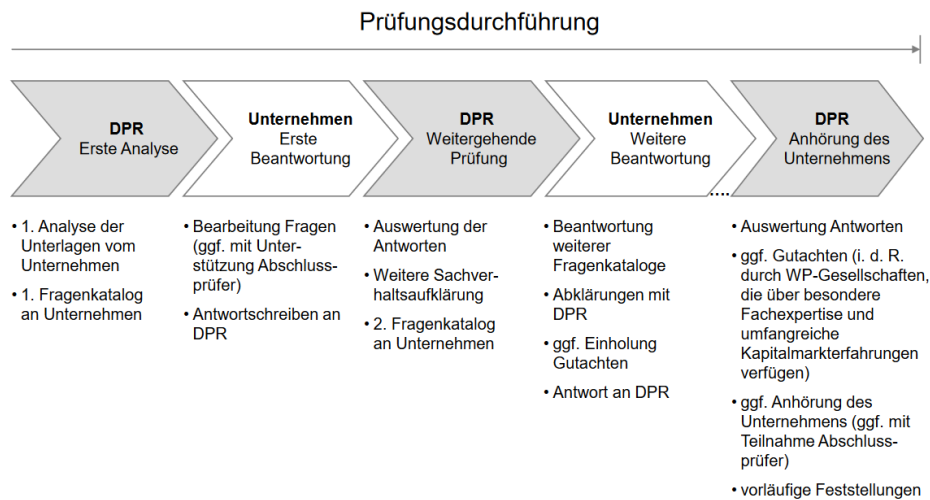 Prüfungsdurchführung
DPR
Erste Analyse
Unternehmen
Erste
Beantwortung
DPR
Weitergehende
Prüfung
Unternehmen
Weitere
Beantwortung
....
DPR
Anhörung des
Unternehmens
• 1. Analyse der
Unterlagen vom
Unternehmen
• 1. Fragenkatalog
an Unternehmen
• Bearbeitung Fragen
(ggf. mit Unter-
stützung Abschluss-
prüfer)
• Antwortschreiben an
DPR
• Auswertung der
Antworten
• Weitere Sachver-
haltsaufklärung
• 2. Fragenkatalog
an Unternehmen
• Beantwortung
weiterer
Fragenkataloge
• Abklärungen mit
DPR
• ggf. Einholung
Gutachten
• Antwort an DPR
• Auswertung Antworten
• ggf. Gutachten (i. d. R.
durch WP-Gesellschaften,
die über besondere
Fachexpertise und
umfangreiche
Kapitalmarkterfahrungen
verfügen)
• ggf. Anhörung des
Unternehmens (ggf. mit
Teilnahme Abschluss-
prüfer)
• vorläufige Feststellungen